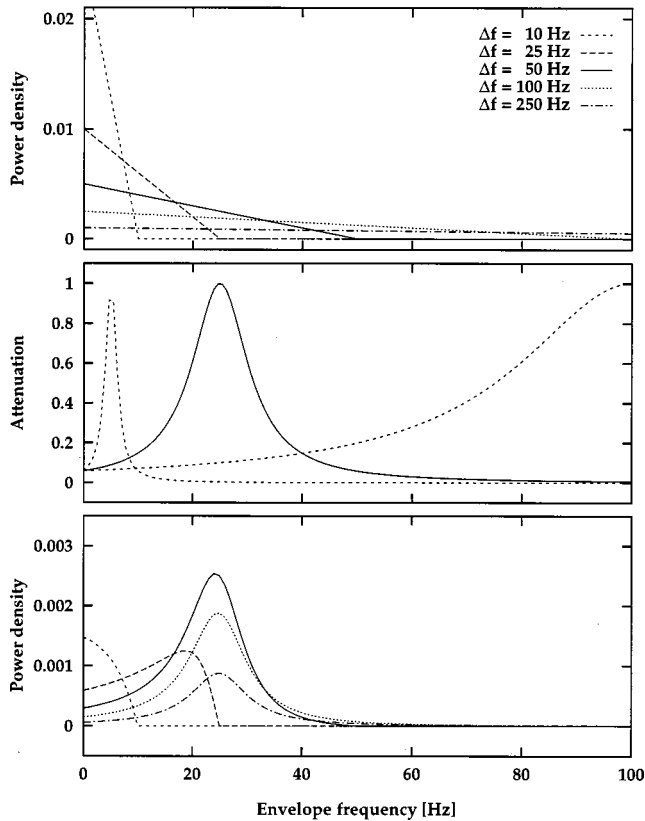 0.02
0.01
0
Power density
Δf = 10 Hz
Δf = 25 Hz
Δf = 50 Hz
Δf = 100 Hz
Δf = 250 Hz
1
0.8
0.6
0.4
0.2
0
Attenuation
0.003
0.002
0.001
0
Power density
0 20 40 60 80 100
Envelope frequency [Hz]